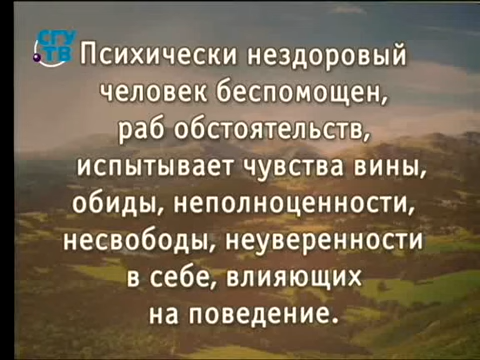 СГУ
ТВ
Психически нездоровый
человек беспомощен,
раб обстоятельств,
испытывает чувства вины,
обиды, неполноценности,
несвободы, неуверенности
в себе, влияющих
на поведение.